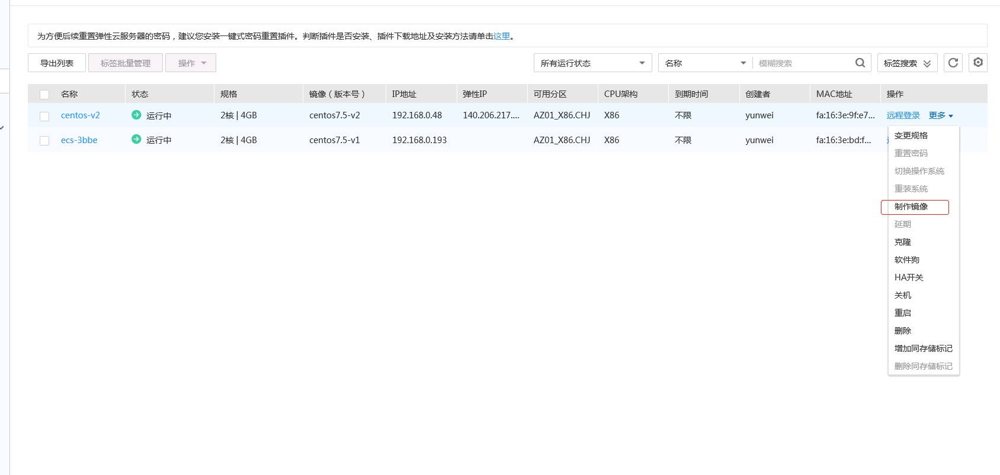 为方便后续重置弹性云服务器的密码，建议您安装一键式密码重置插件。判断插件是否安装、插件下载地址及安装方法请单击这里。
导出列表 标签批量管理 操作 所有运行状态 名称 模糊搜索 标签搜索
名称 状态 规格 镜像（版本号） IP地址 弹性IP 可用分区 CPU架构 到期时间 创建者 MAC地址 操作
centos-v2 运行中 2核 | 4GB centos7.5-v2 192.168.0.48 140.206.217.... AZ01_X86.CHJ X86 不限 yunwei fa:16:3e:9f:e7... 远程登录 更多
ecs-3bbe 运行中 2核 | 4GB centos7.5-v1 192.168.0.193 AZ01_X86.CHJ X86 不限 yunwei fa:16:3e:bd:f...
变更规格
重置密码
切换操作系统
重装系统
制作镜像
延期
克隆
软件狗
HA开关
关机
重启
删除
增加同存储标记
删除同存储标记